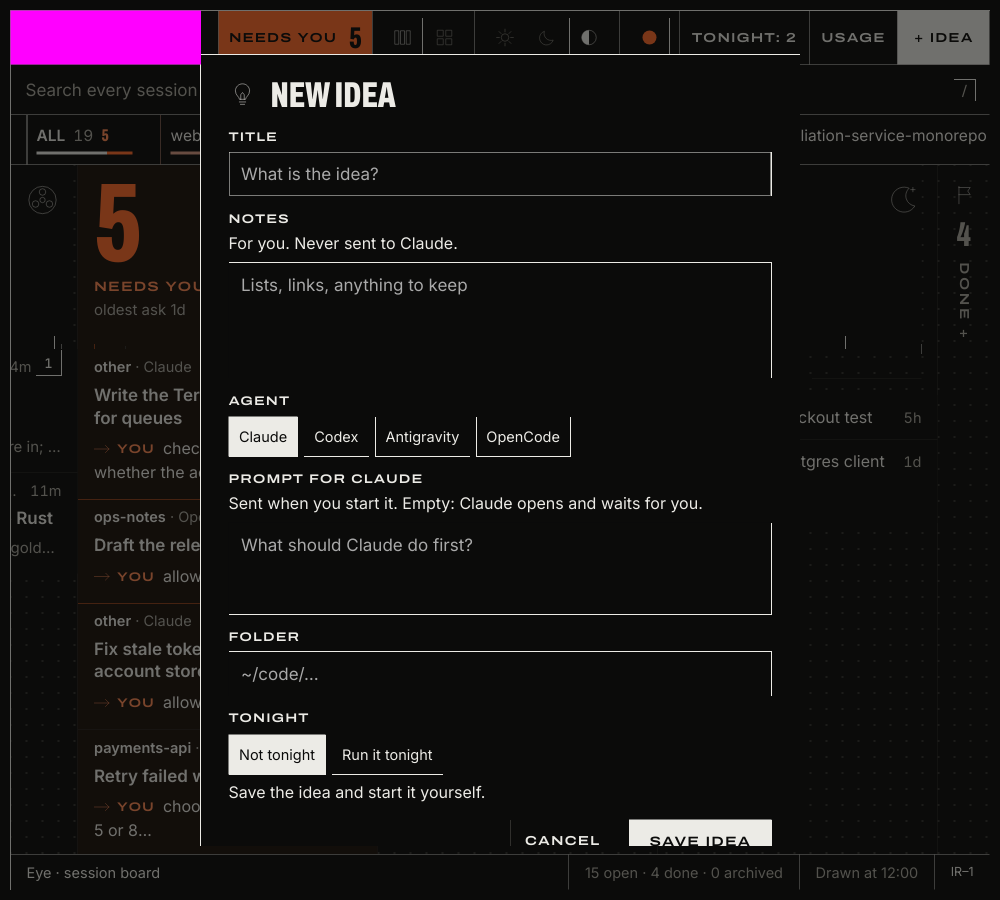 NEEDS YOU 5
TONIGHT: 2
USAGE
+ IDEA
Search every session
/
ALL 19 5
web
liation-service-monorepo
5
NEEDS YOU
oldest ask 1d
4m 1
re in; ...
. 11m
Rust
gold...
other · Claude
Write the Ter
for queues
→ YOU chec
whether the a
ops-notes · Op
Draft the rele
→ YOU allow
other · Claude
Fix stale toke
account store
→ YOU allow
payments-api ·
Retry failed w
→ YOU choo
5 or 8...
NEW IDEA
TITLE
What is the idea?
NOTES
For you. Never sent to Claude.
Lists, links, anything to keep
AGENT
Claude Codex Antigravity OpenCode
PROMPT FOR CLAUDE
Sent when you start it. Empty: Claude opens and waits for you.
What should Claude do first?
FOLDER
~/code/...
TONIGHT
Not tonight Run it tonight
Save the idea and start it yourself.
CANCEL SAVE IDEA
ckout test 5h
tgres client 1d
4 DONE +
Eye · session board
15 open · 4 done · 0 archived
Drawn at 12:00
IR–1